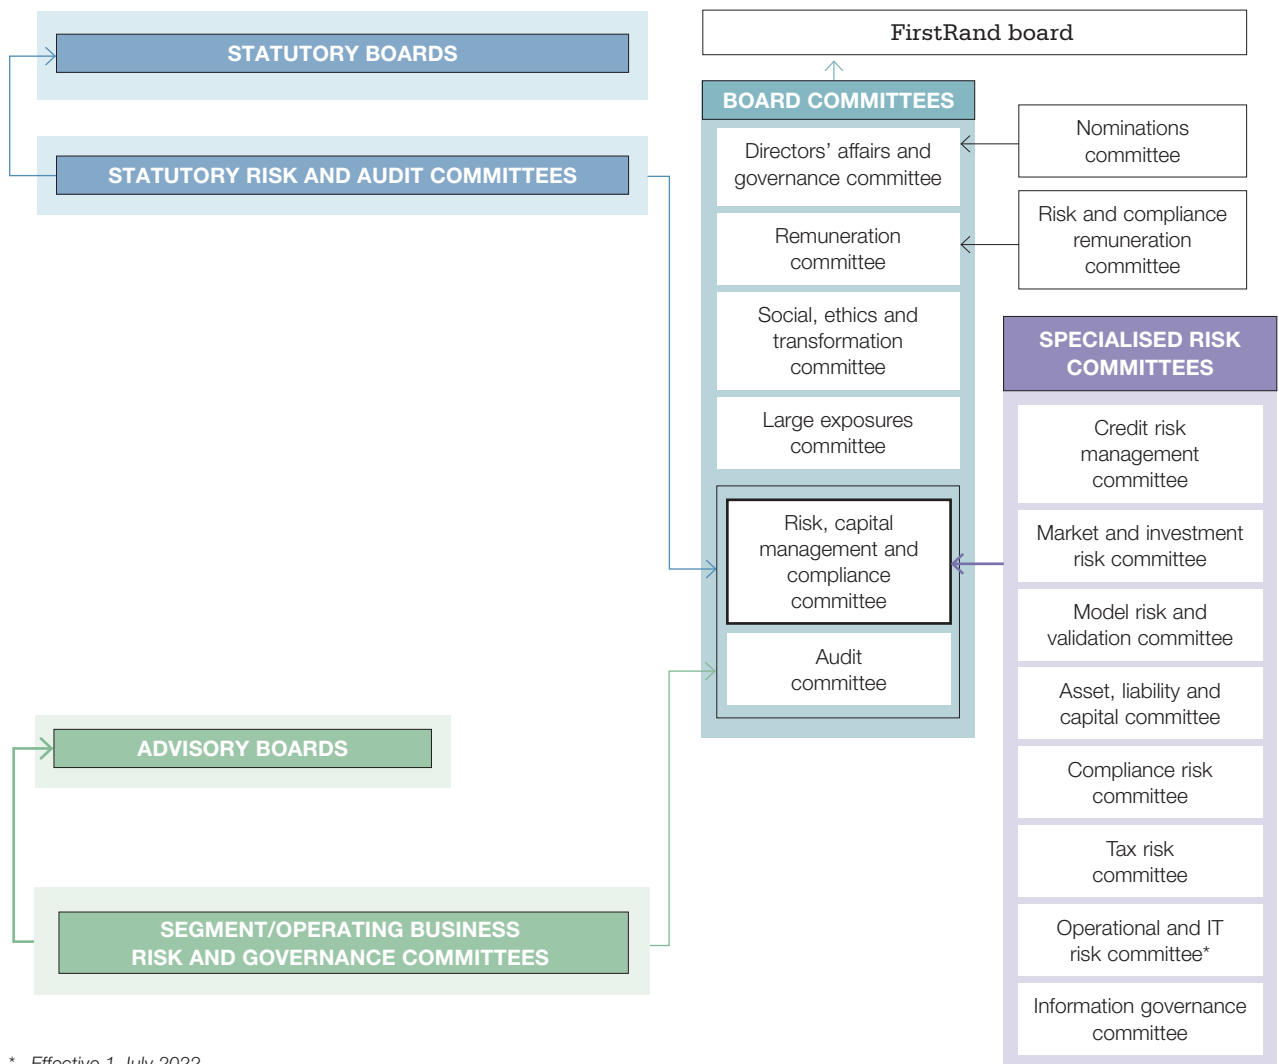 STATUTORY BOARDS
STATUTORY RISK AND AUDIT COMMITTEES
FirstRand board
BOARD COMMITTEES
Directors’ affairs and
governance committee
Remuneration
committee
Social, ethics and
transformation
committee
Large exposures
committee
Risk, capital
management and
compliance
committee
Audit
committee
Nominations
committee
Risk and compliance
remuneration
committee
SPECIALISED RISK
COMMITTEES
Credit risk
management
committee
Market and investment
risk committee
Model risk and
validation committee
Asset, liability and
capital committee
Compliance risk
committee
Tax risk
committee
Operational and IT
risk committee*
Information governance
committee
ADVISORY BOARDS
SEGMENT/OPERATING BUSINESS
RISK AND GOVERNANCE COMMITTEES
* Effective 1 July 2022